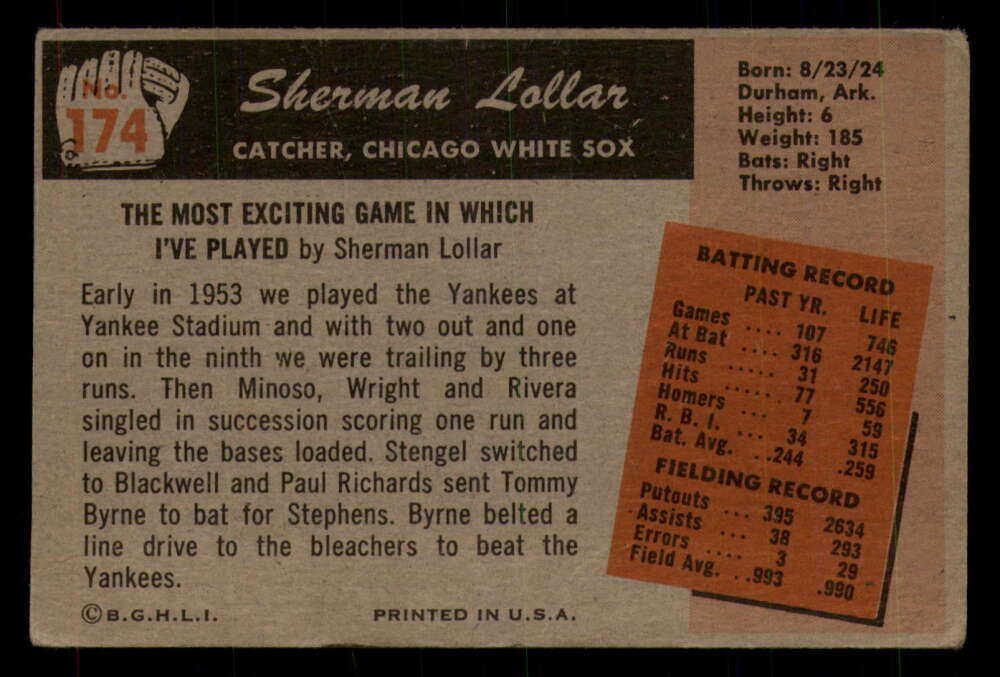 No.
174
Sherman Lollar
CATCHER, CHICAGO WHITE SOX
Born: 8/23/24
Durham, Ark.
Height: 6
Weight: 185
Bats: Right
Throws: Right
THE MOST EXCITING GAME IN WHICH
I'VE PLAYED by Sherman Lollar
Early in 1953 we played the Yankees at
Yankee Stadium and with two out and one
on in the ninth we were trailing by three
runs. Then Minoso, Wright and Rivera
singled in succession scoring one run and
leaving the bases loaded. Stengel switched
to Blackwell and Paul Richards sent Tommy
Byrne to bat for Stephens. Byrne belted a
line drive to the bleachers to beat the
Yankees.
©B.G.H.L.I. PRINTED IN U.S.A.
BATTING RECORD
PAST YR. LIFE
Games .... 107 746
At Bat .... 316 2147
Runs ..... 31 250
Hits ...... 77 556
Homers ... 7 59
R. B. I. ... 34 315
Bat. Avg. ..244 .259
FIELDING RECORD
Putouts ... 395 2634
Assists ... 38 293
Errors .... 3 29
Field Avg. ..993 .990